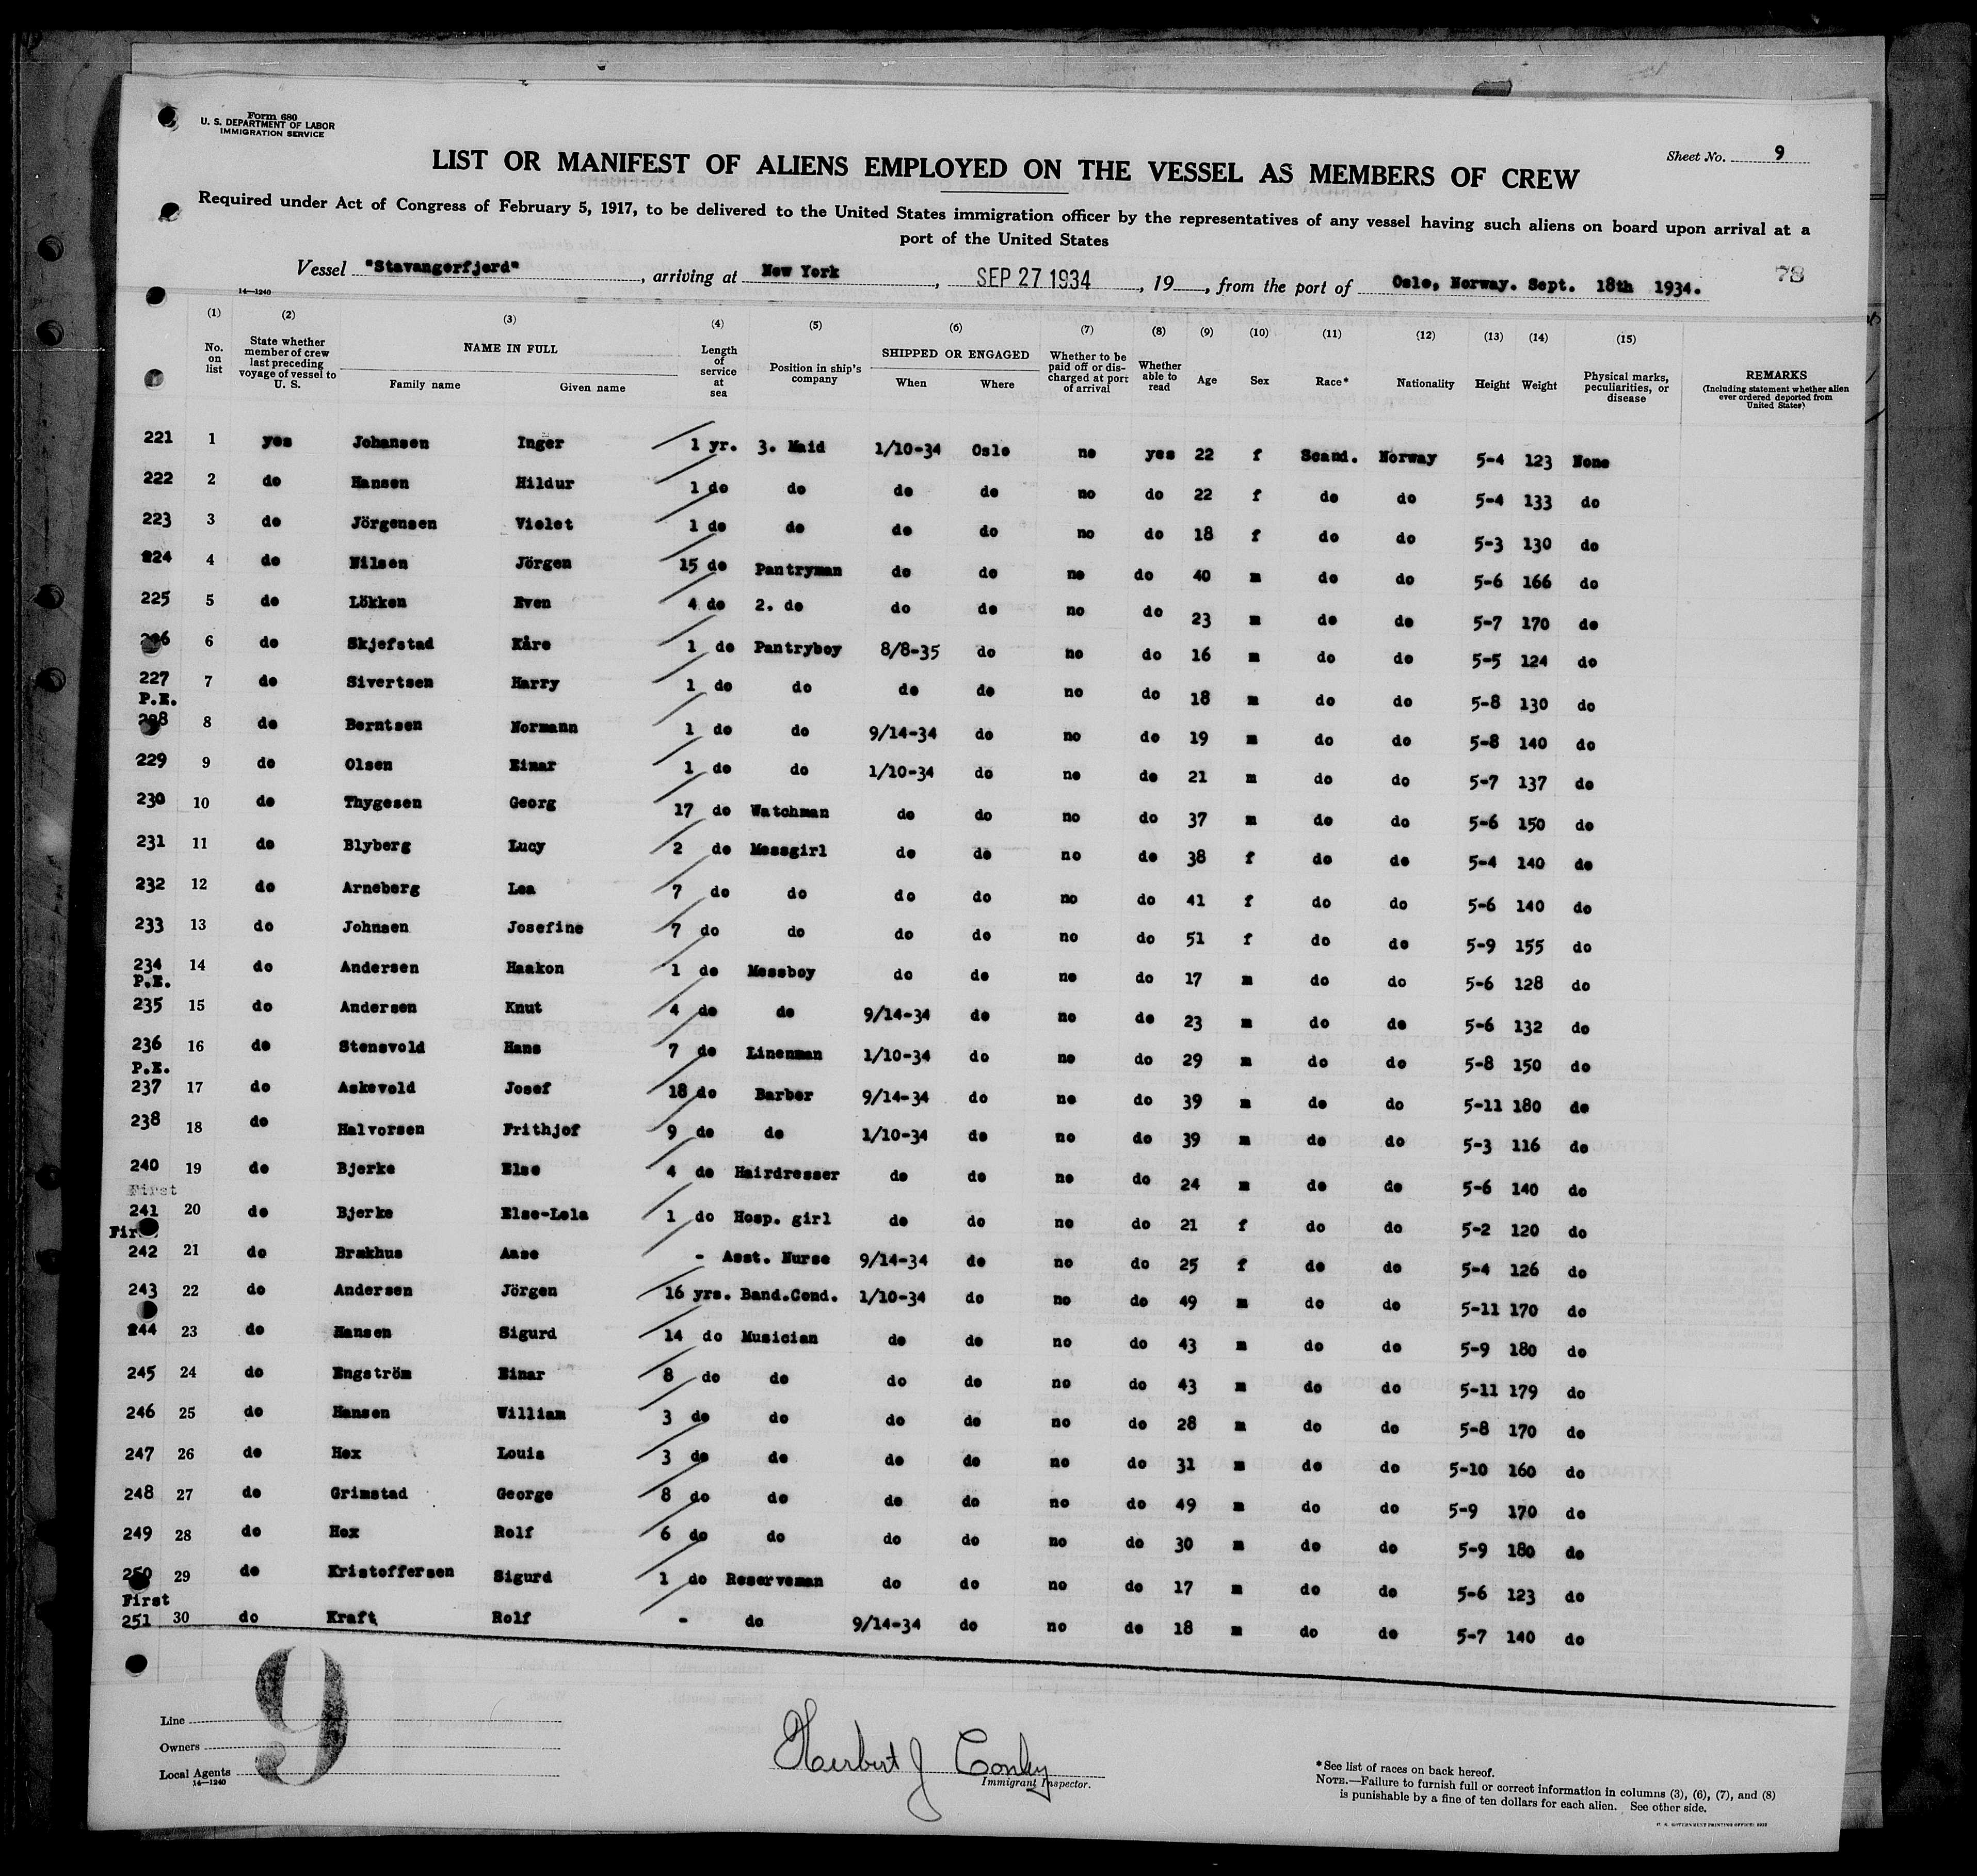 Form 680
U. S. DEPARTMENT OF LABOR
IMMIGRATION SERVICE
Sheet No. 9
LIST OR MANIFEST OF ALIENS EMPLOYED ON THE VESSEL AS MEMBERS OF CREW
Required under Act of Congress of February 5, 1917, to be delivered to the United States immigration officer by the representatives of any vessel having such aliens on board upon arrival at a
port of the United States
Vessel "Stavangerfjord", arriving at New York, SEP 27 1934, 19, from the port of Oslo, Norway. Sept. 18th 1934. 78
14—1240
(1) (2) (3) (4) (5) (6) (7) (8) (9) (10) (11) (12) (13) (14) (15)
No. on list State whether member of crew last preceding voyage of vessel to U. S. NAME IN FULL Family name Given name Length of service at sea Position in ship's company SHIPPED OR ENGAGED When Where Whether to be paid off or discharged at port of arrival Whether able to read Age Sex Race* Nationality Height Weight Physical marks, peculiarities, or disease REMARKS (Including statement whether alien ever ordered deported from United States)
221 1 yes Johansen Inger 1 yr. 3. Maid 1/10-34 Oslo no yes 22 f Scand. Norway 5-4 123 None
222 2 do Hansen Hildur 1 do do do do no do 22 f do do 5-4 133 do
223 3 do Jörgensen Violet 1 do do do do no do 18 f do do 5-3 130 do
224 4 do Nilsen Jörgen 15 do Pantryman do do no do 40 m do do 5-6 166 do
225 5 do Lökken Even 4 do 2. do do do no do 23 m do do 5-7 170 do
226 6 do Skjefstad Kåre 1 do Pantryboy 8/8-35 do no do 16 m do do 5-5 124 do
227 7 do Sivertsen Harry 1 do do do do no do 18 m do do 5-8 130 do
P.E.
228 8 do Berntsen Normann 1 do do 9/14-34 do no do 19 m do do 5-8 140 do
229 9 do Olsen Einar 1 do do 1/10-34 do no do 21 m do do 5-7 137 do
230 10 do Thygesen Georg 17 do Watchman do do no do 37 m do do 5-6 150 do
231 11 do Blyberg Lucy 2 do Messgirl do do no do 38 f do do 5-4 140 do
232 12 do Arneberg Lea 7 do do do do no do 41 f do do 5-6 140 do
233 13 do Johnsen Josefine 7 do do do do no do 51 f do do 5-9 155 do
234 14 do Andersen Haakon 1 do Messboy do do no do 17 m do do 5-6 128 do
P.E.
235 15 do Andersen Knut 4 do do 9/14-34 do no do 23 m do do 5-6 132 do
236 16 do Stensvold Hans 7 do Linenman 1/10-34 do no do 29 m do do 5-8 150 do
P.E.
237 17 do Askevold Josef 18 do Barber 9/14-34 do no do 39 m do do 5-11 180 do
238 18 do Halvorsen Frithjof 9 do do 1/10-34 do no do 39 m do do 5-3 116 do
240 19 do Bjerke Else 4 do Hairdresser do do no do 24 m do do 5-6 140 do
First
241 20 do Bjerke Else-Lela 1 do Hosp. girl do do no do 21 f do do 5-2 120 do
242 21 do Brækhus Aase - Asst. Nurse 9/14-34 do no do 25 f do do 5-4 126 do
243 22 do Andersen Jörgen 16 yrs. Band.Cond. 1/10-34 do no do 49 m do do 5-11 170 do
244 23 do Hansen Sigurd 14 do Musician do do no do 43 m do do 5-9 180 do
245 24 do Engström Einar 8 do do do do no do 43 m do do 5-11 179 do
246 25 do Hansen William 3 do do do do no do 28 m do do 5-8 170 do
247 26 do Hox Louis 3 do do do do no do 31 m do do 5-10 160 do
248 27 do Grimstad George 8 do do do do no do 49 m do do 5-9 170 do
249 28 do Hox Rolf 6 do do do do no do 30 m do do 5-9 180 do
250 29 do Kristoffersen Sigurd 1 do Reserveman do do no do 17 m do do 5-6 123 do
First
251 30 do Kraft Rolf - do 9/14-34 do no do 18 m do do 5-7 140 do
9
Line
Owners
Local Agents
14—1240
Herbert J Conley
Immigrant Inspector.
*See list of races on back hereof.
NOTE.—Failure to furnish full or correct information in columns (3), (6), (7), and (8)
is punishable by a fine of ten dollars for each alien. See other side.